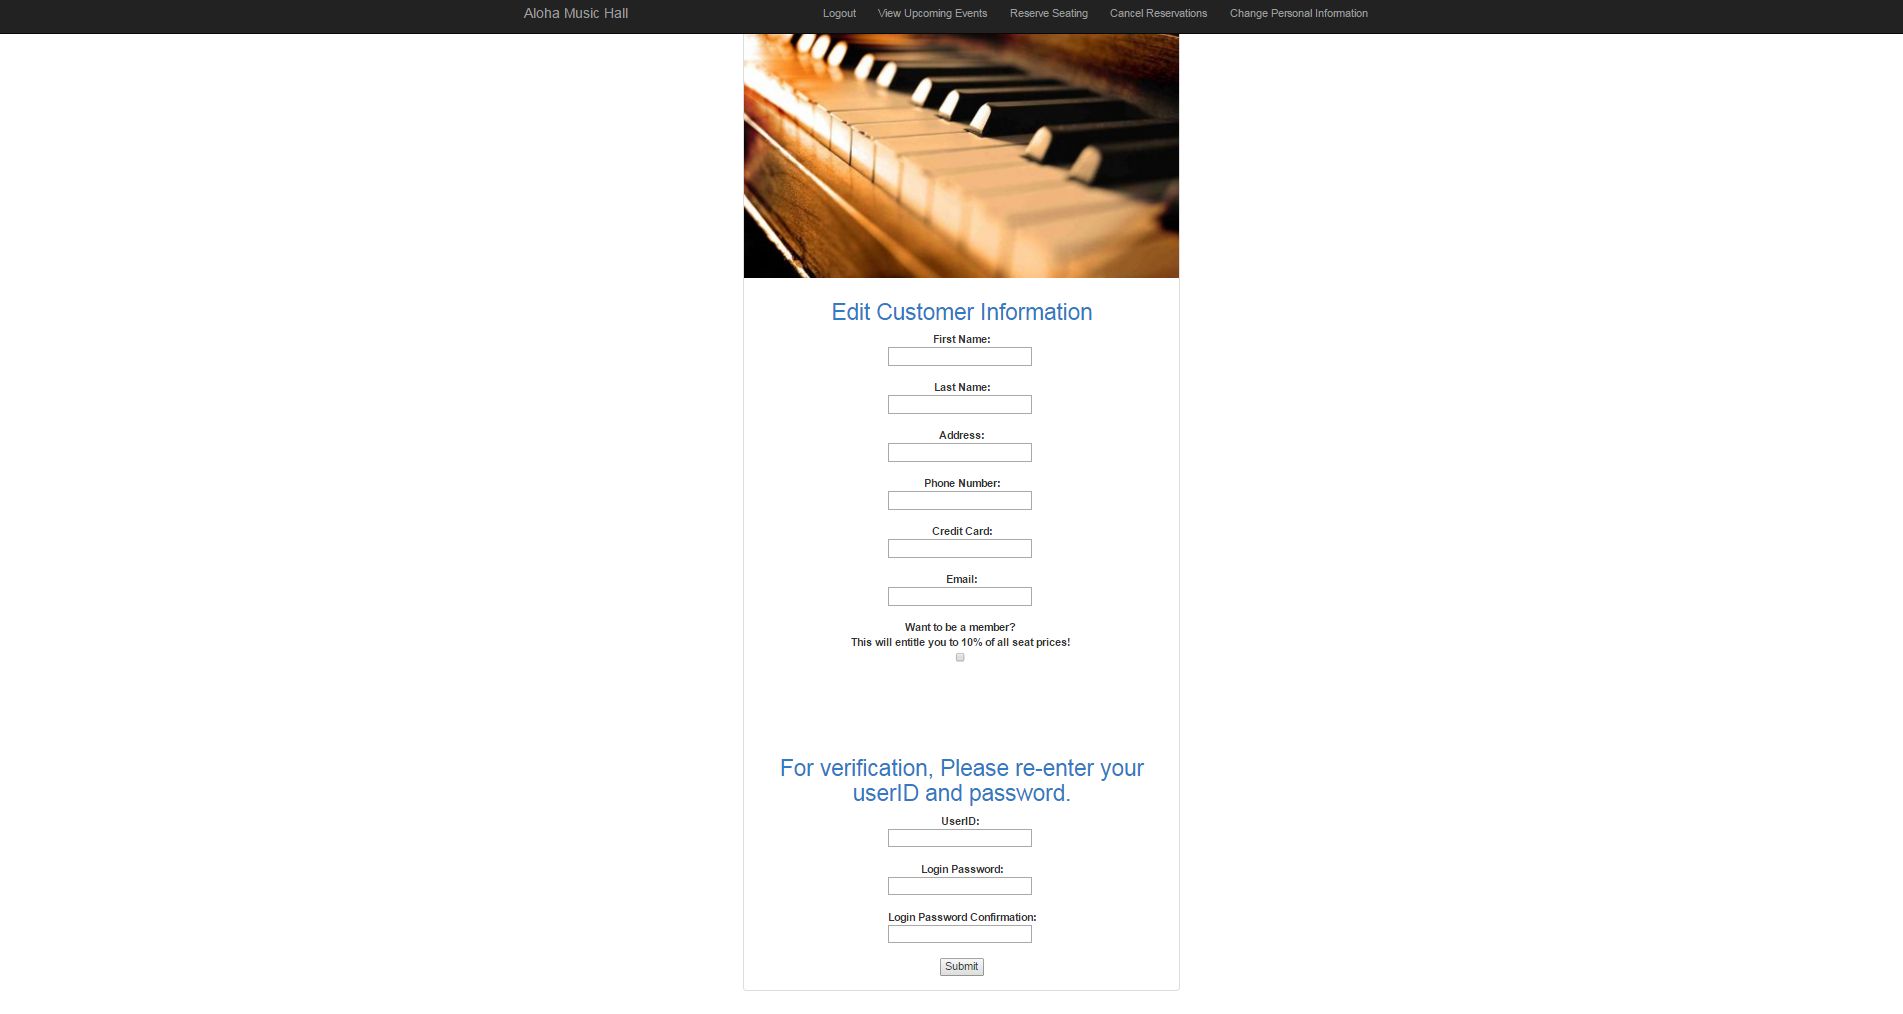 Aloha Music Hall
Logout View Upcoming Events Reserve Seating Cancel Reservations Change Personal Information
Edit Customer Information
First Name:
Last Name:
Address:
Phone Number:
Credit Card:
Email:
Want to be a member?
This will entitle you to 10% of all seat prices!
For verification, Please re-enter your
userID and password.
UserID:
Login Password:
Login Password Confirmation:
Submit